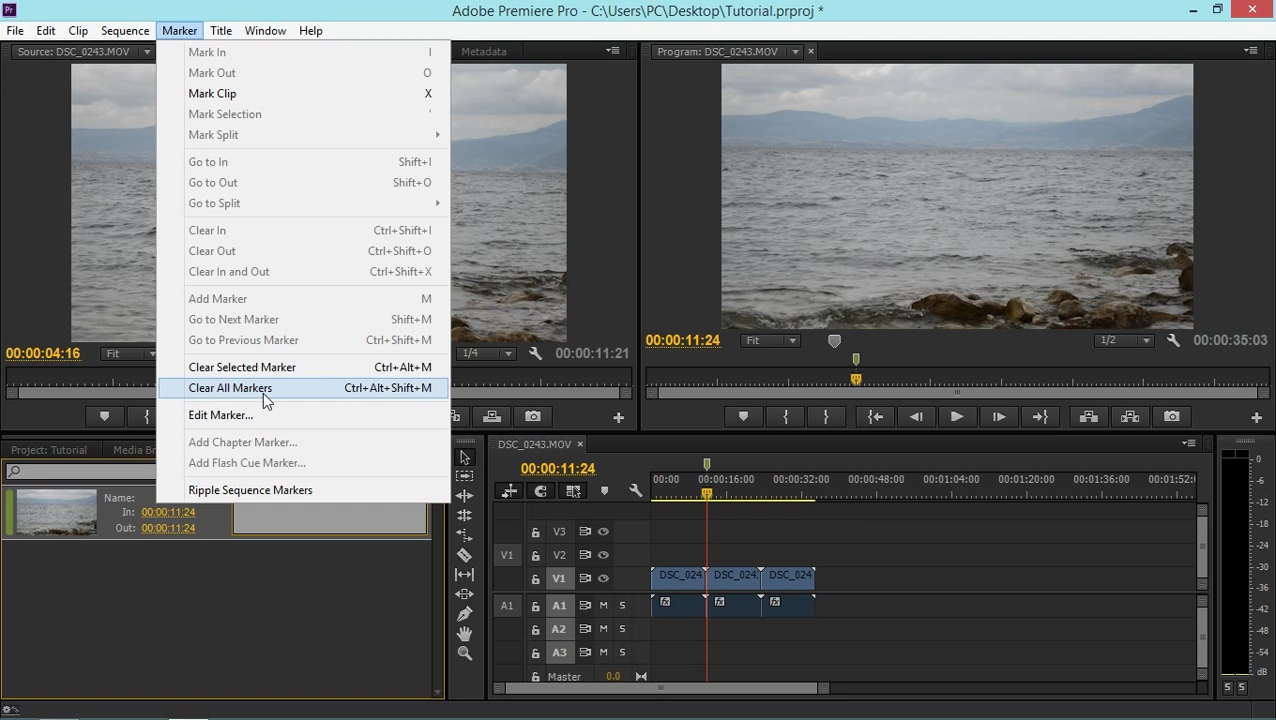 Pr Adobe Premiere Pro - C:\Users\PC\Desktop\Tutorial.prproj *
File Edit Clip Sequence Marker Title Window Help
Source: DSC_0243.MOV
Metadata
Program: DSC_0243.MOV
Mark In I
Mark Out O
Mark Clip X
Mark Selection '
Mark Split
Go to In Shift+I
Go to Out Shift+O
Go to Split
Clear In Ctrl+Shift+I
Clear Out Ctrl+Shift+O
Clear In and Out Ctrl+Shift+X
Add Marker M
Go to Next Marker Shift+M
Go to Previous Marker Ctrl+Shift+M
Clear Selected Marker Ctrl+Alt+M
Clear All Markers Ctrl+Alt+Shift+M
Edit Marker...
Add Chapter Marker...
Add Flash Cue Marker...
Ripple Sequence Markers
00:00:04:16 Fit 1/4 00:00:11:21
00:00:11:24 Fit 1/2 00:00:35:03
Project: Tutorial Media Br
Name:
In: 00:00:11:24
Out: 00:00:11:24
DSC_0243.MOV
00:00:11:24
00:00 00:00:16:00 00:00:32:00 00:00:48:00 00:01:04:00 00:01:20:00 00:01:36:00 00:01:52:
V3
V1 V2
V1 DSC_024 DSC_024 DSC_024
A1 A1 M S fx fx fx
A2 M S
A3 M S
Master 0.0
0
-6
-12
-18
-24
-30
-36
-42
-48
-54
dB
S S